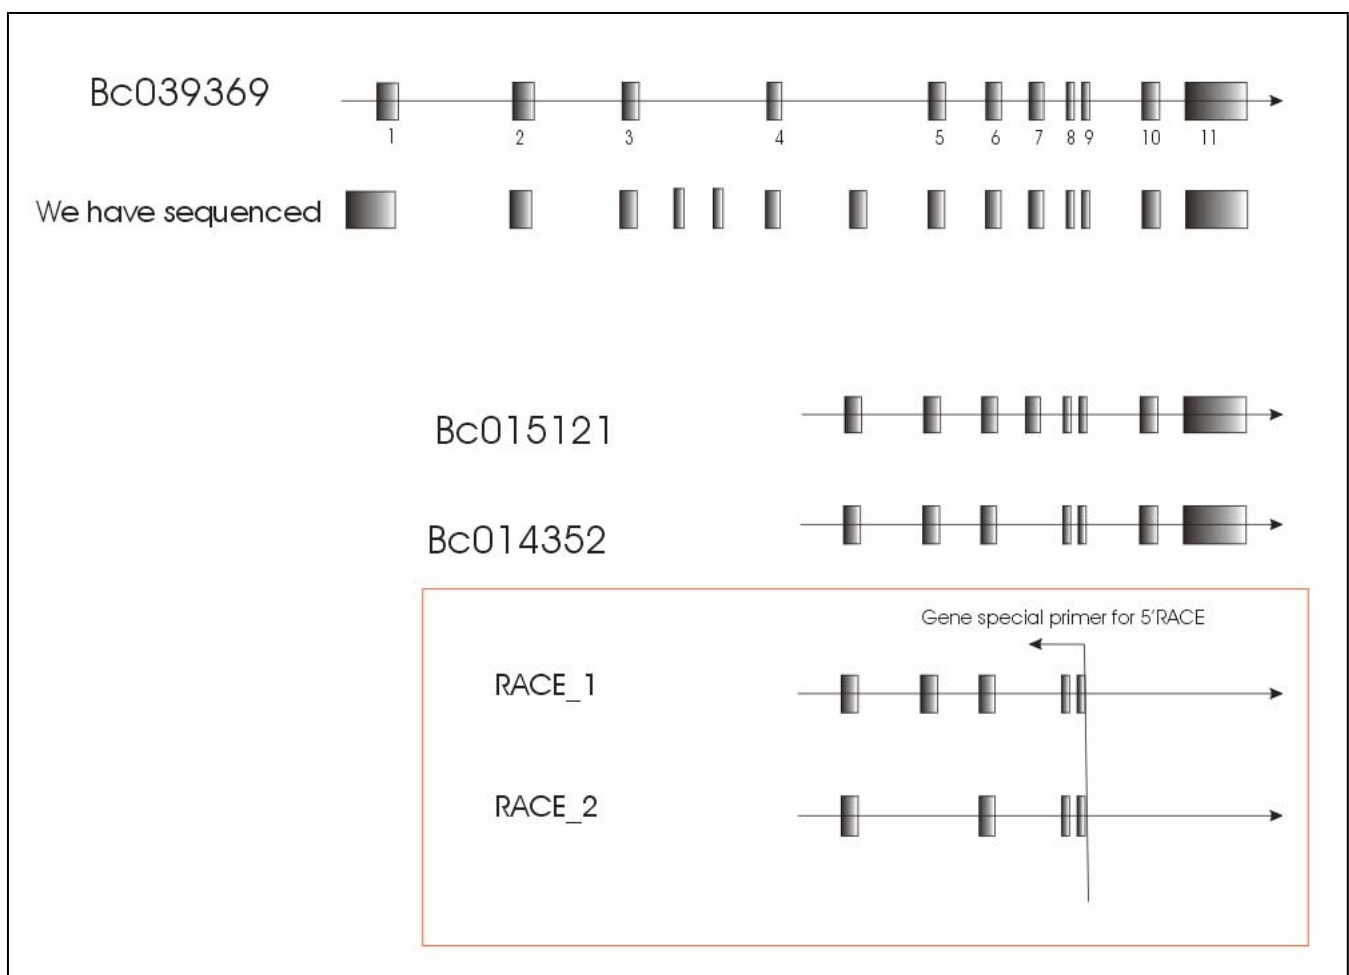 Bc039369
1 2 3 4 5 6 7 8 9 10 11
We have sequenced
Bc015121
Bc014352
Gene special primer for 5'RACE
RACE_1
RACE_2